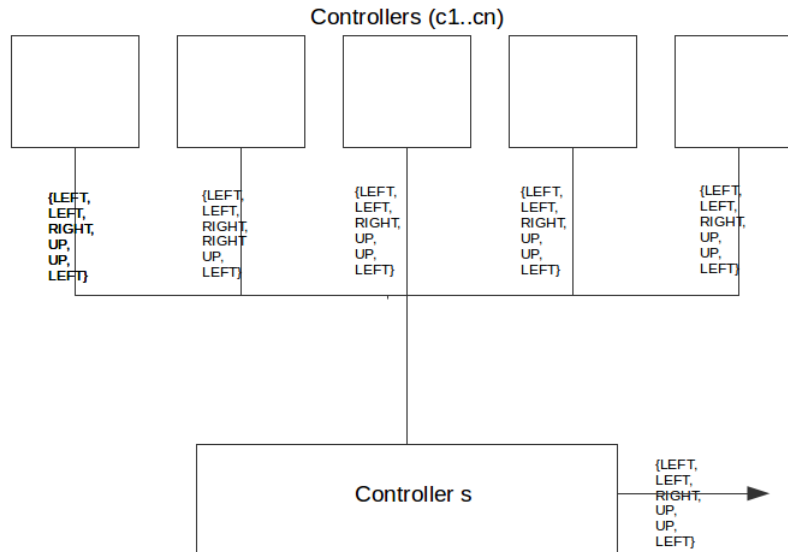 Controllers (c1..cn)
{LEFT,
LEFT,
RIGHT,
UP,
UP,
LEFT}
{LEFT,
LEFT,
RIGHT,
RIGHT
UP,
LEFT}
{LEFT,
LEFT,
RIGHT,
UP,
UP,
LEFT}
{LEFT,
LEFT,
RIGHT,
UP,
UP,
LEFT}
{LEFT,
LEFT,
RIGHT,
UP,
UP,
LEFT}
Controller s
{LEFT,
LEFT,
RIGHT,
UP,
UP,
LEFT}